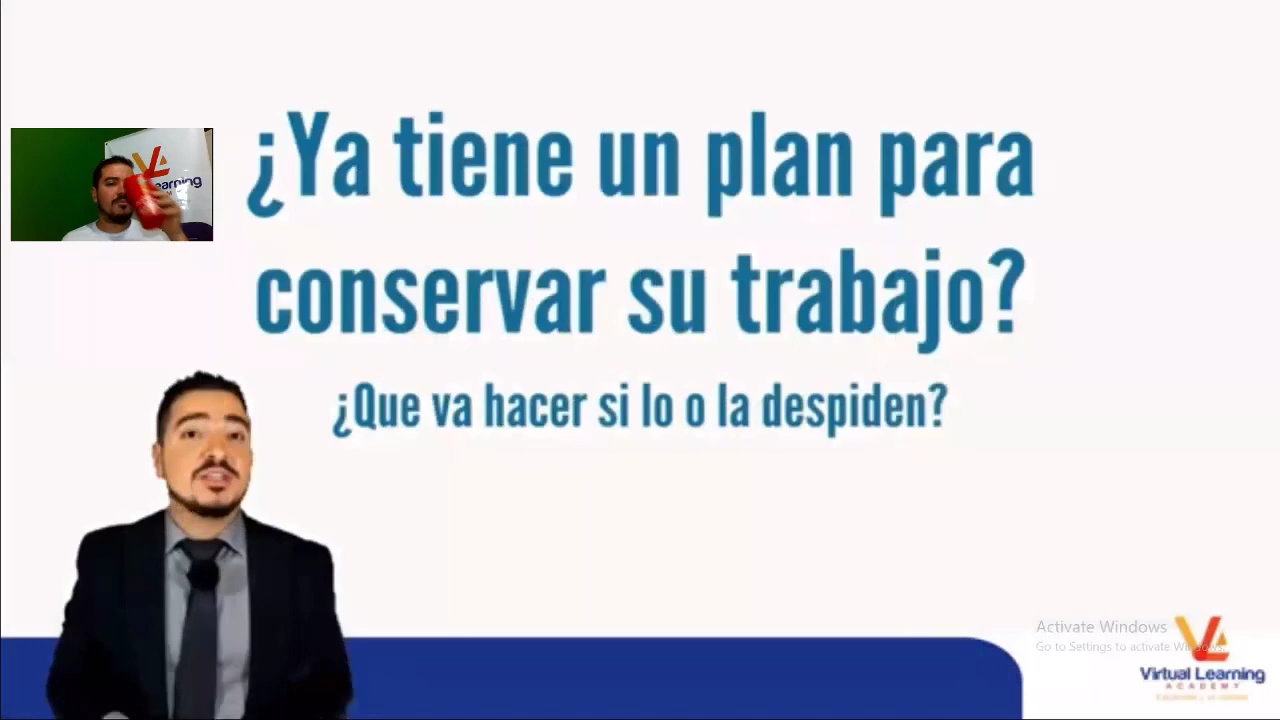 ¿Ya tiene un plan para
conservar su trabajo?
¿Que va hacer si lo o la despiden?
earning
Activate Windows
Go to Settings to activate Windows.
Virtual Learning
ACADEMY